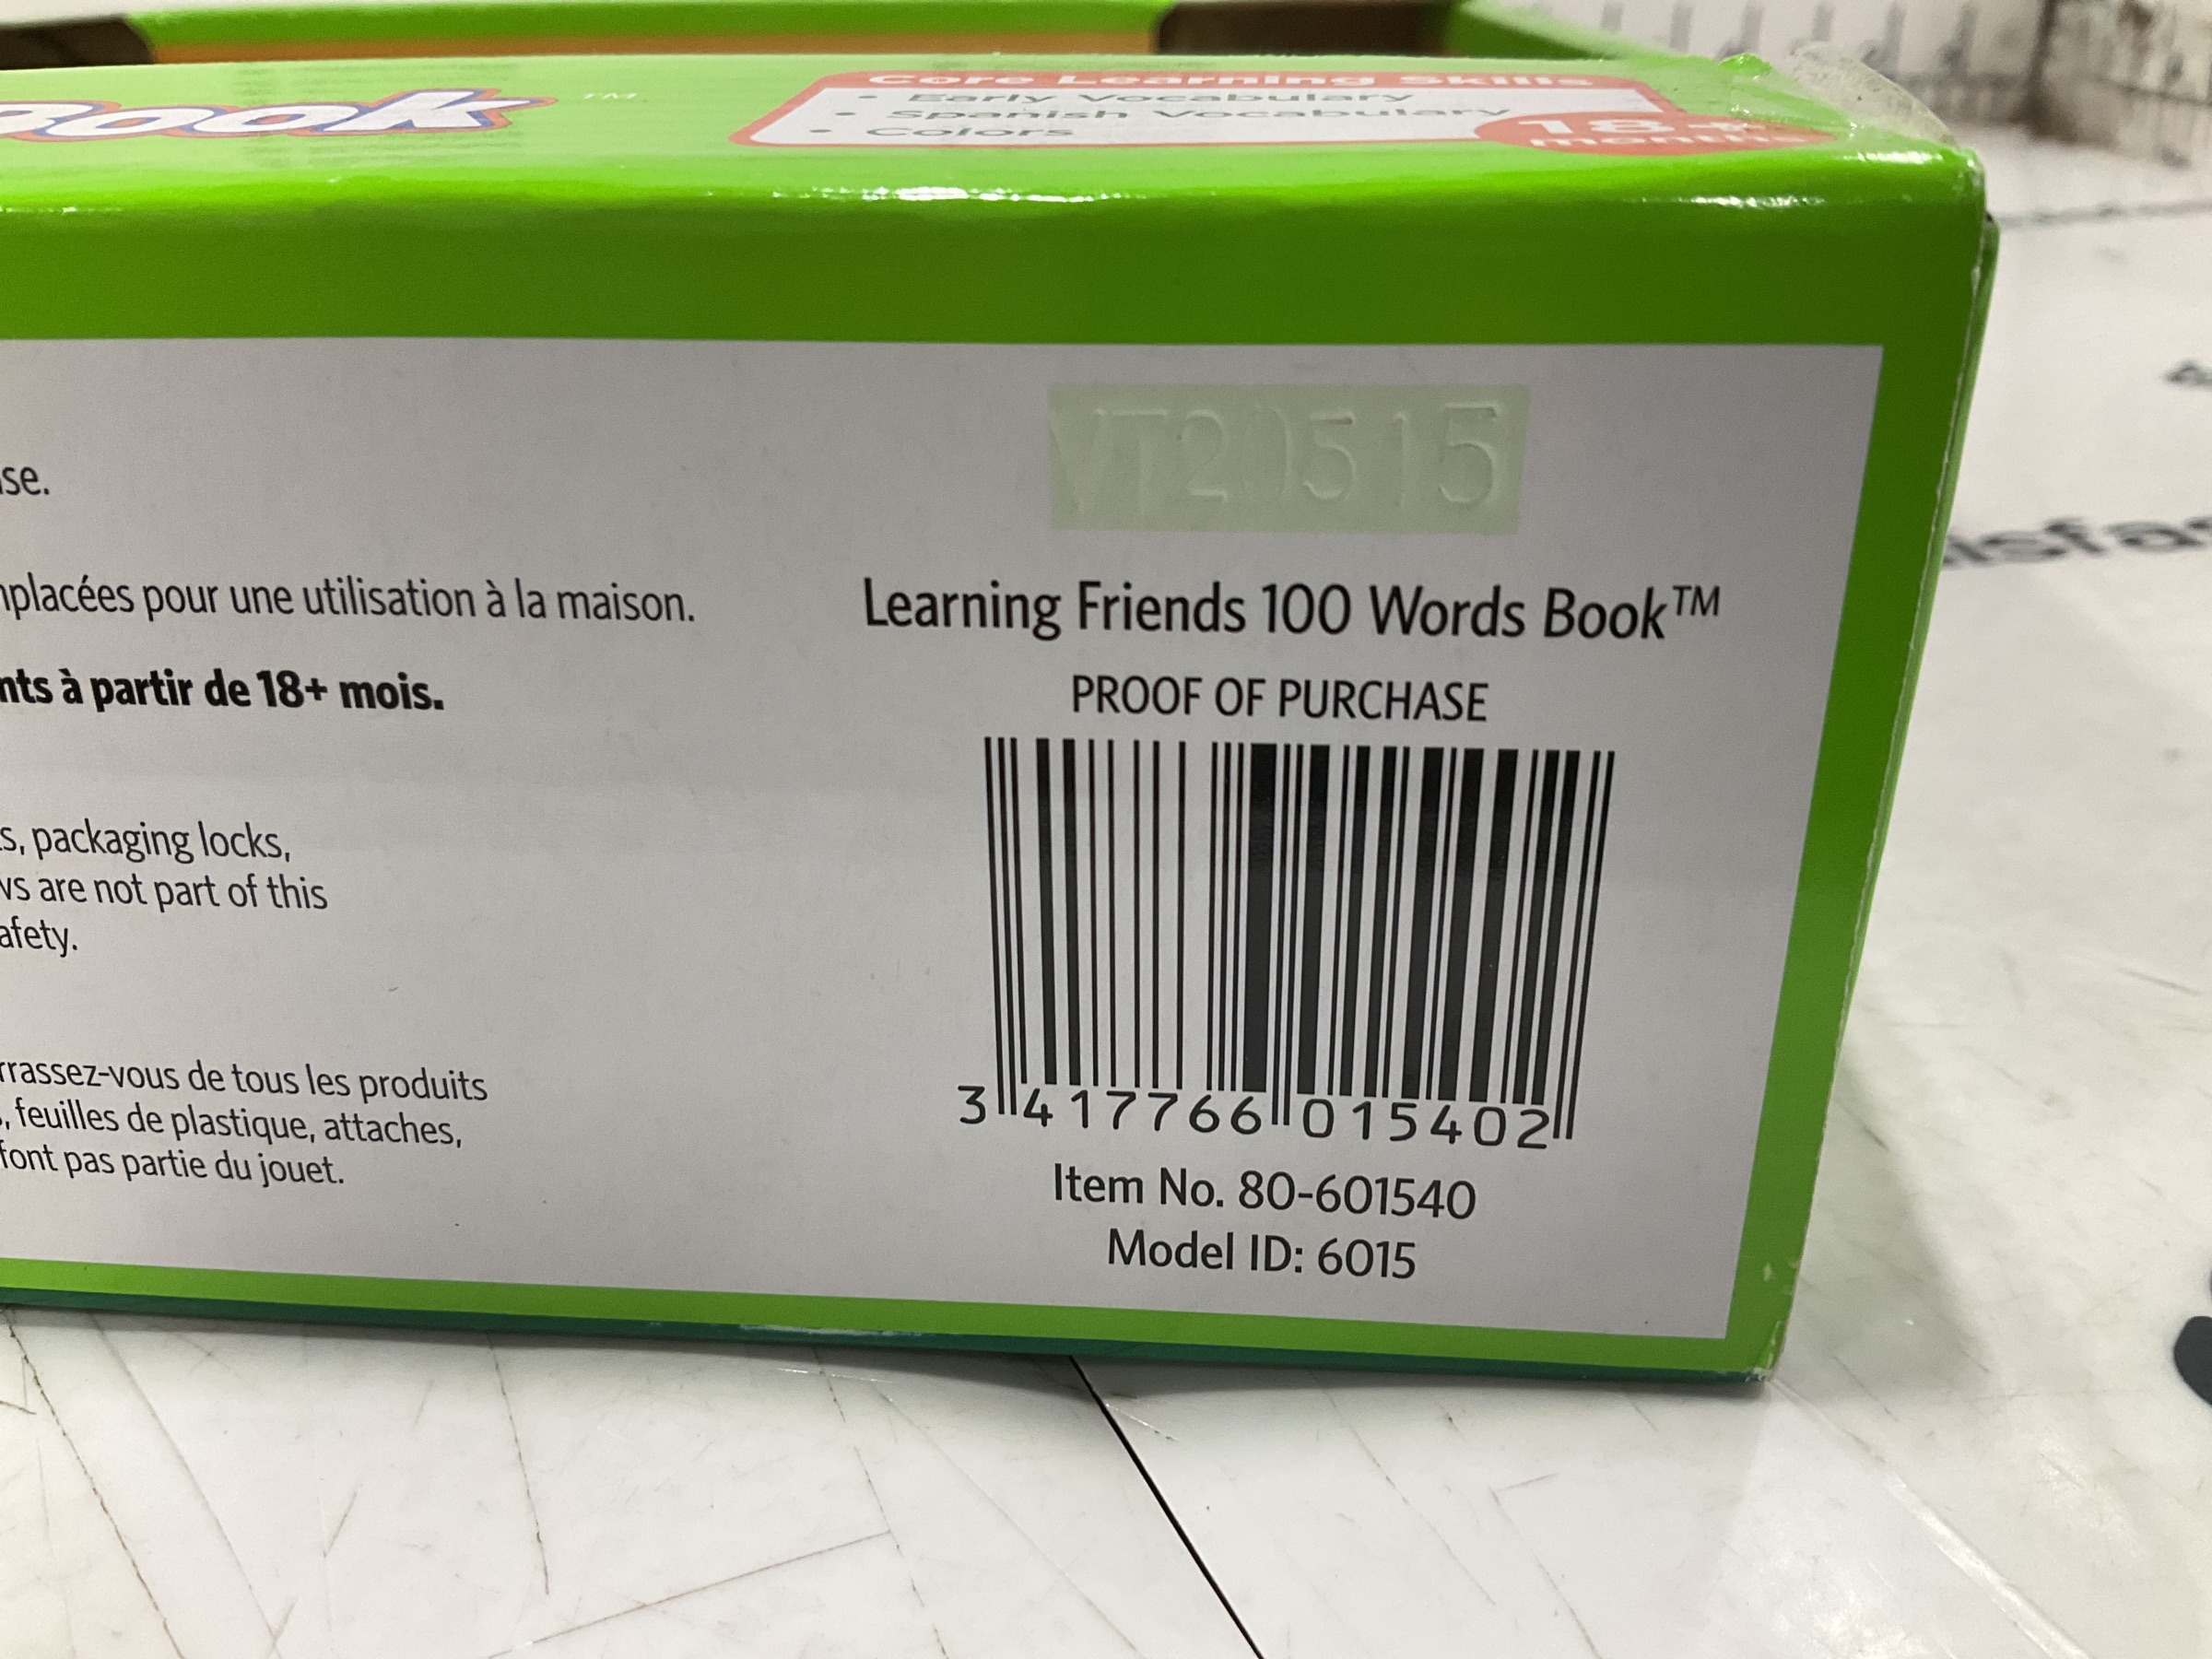 Book™
Core Learning Skills
• Early Vocabulary
• Spanish Vocabulary
• Colors
18+
months
VT20515
se.
mplacées pour une utilisation à la maison.
nts à partir de 18+ mois.
s, packaging locks,
ws are not part of this
afety.
rrassez-vous de tous les produits
, feuilles de plastique, attaches,
font pas partie du jouet.
Learning Friends 100 Words Book™
PROOF OF PURCHASE
3 417766 015402
Item No. 80-601540
Model ID: 6015